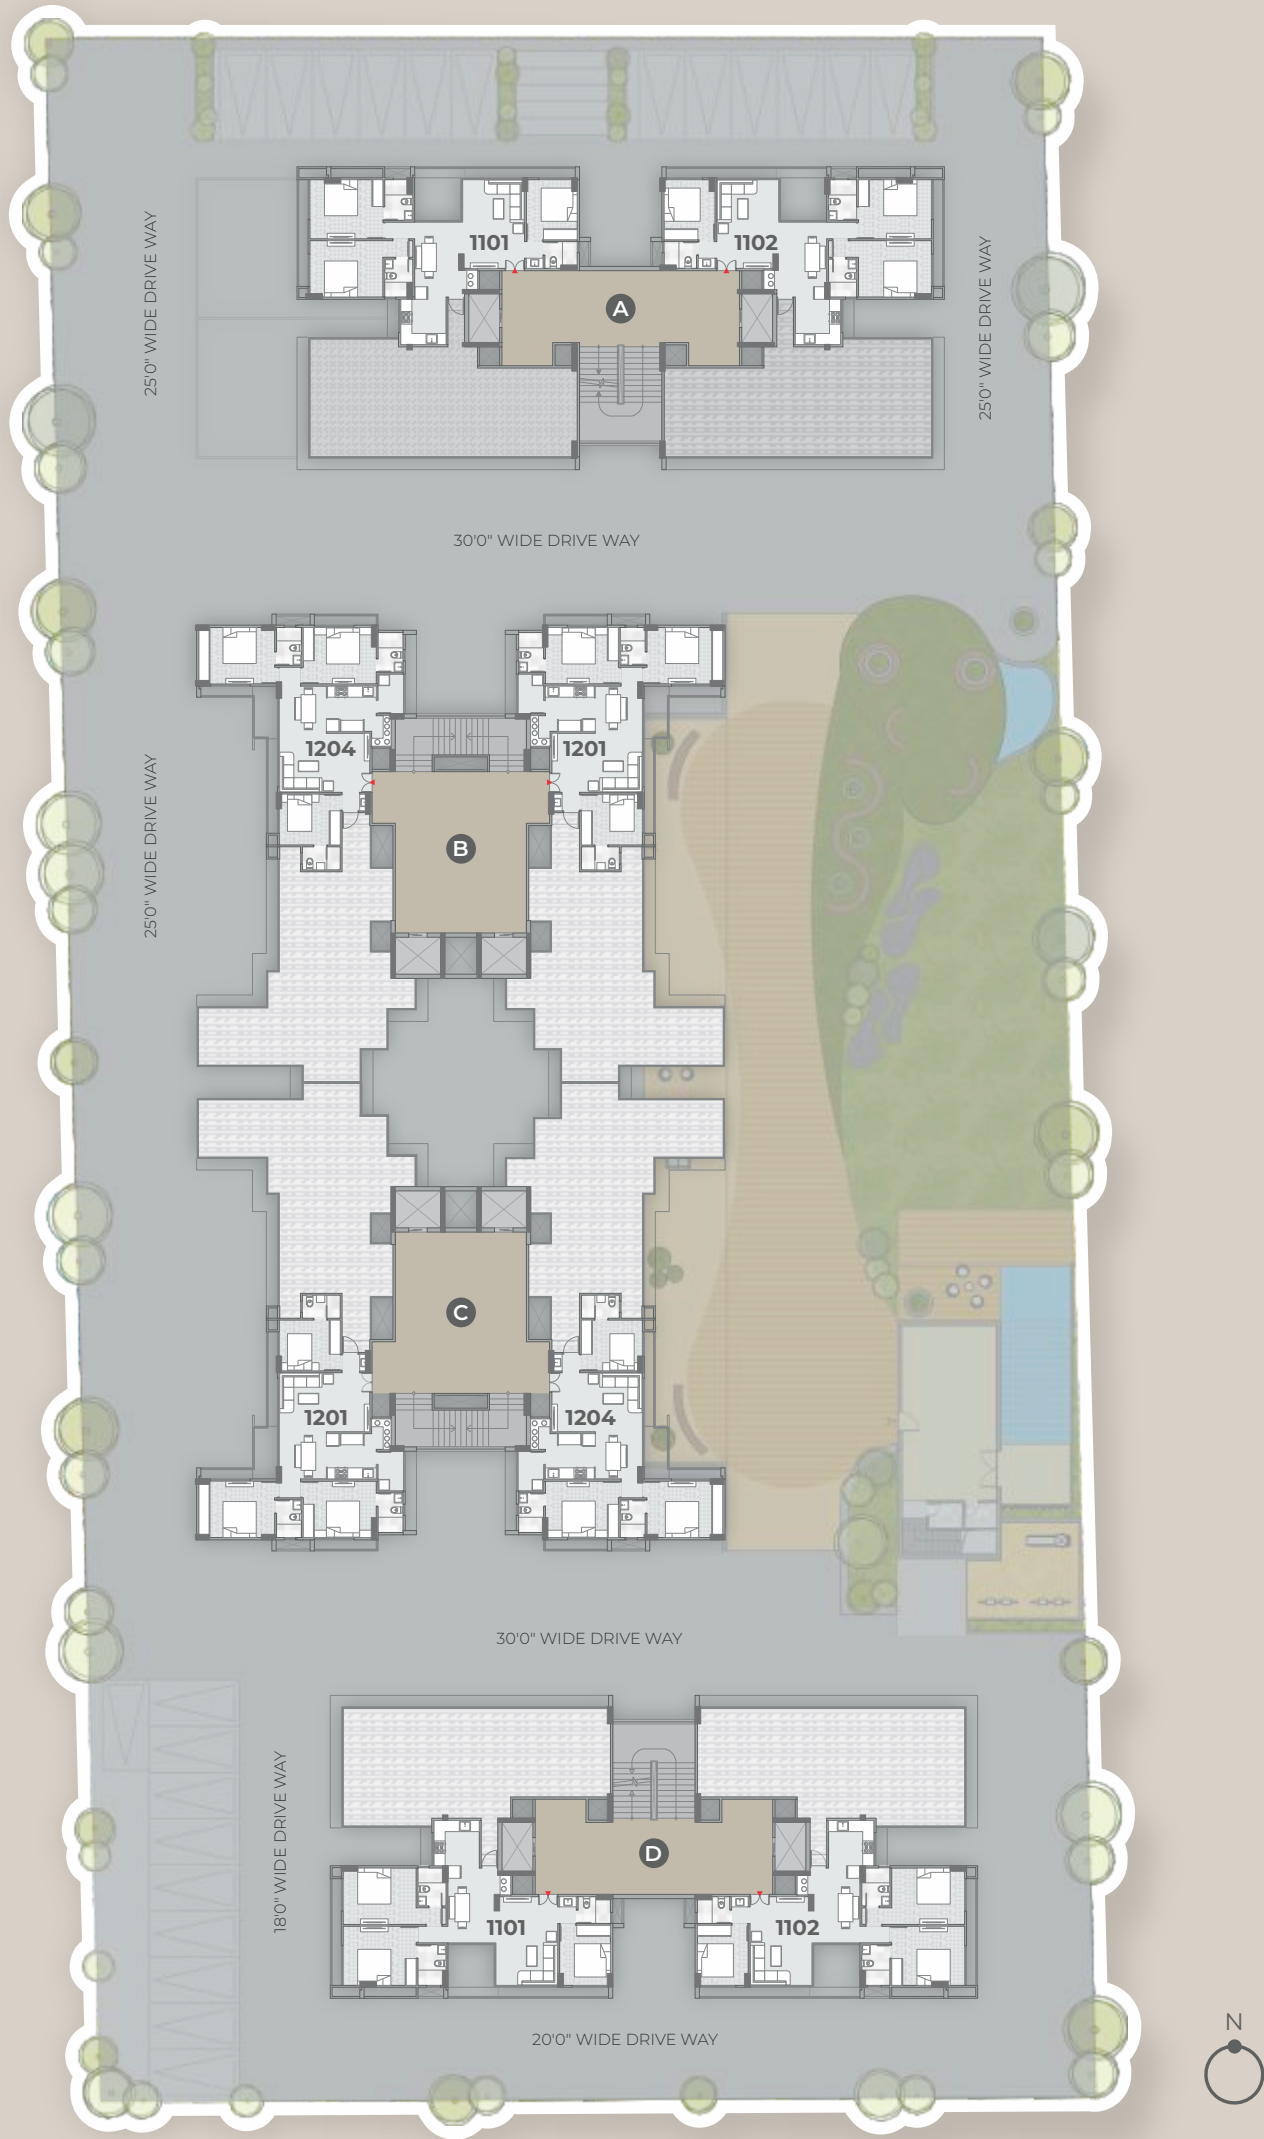 1101
1102
A
25'0" WIDE DRIVE WAY
25'0" WIDE DRIVE WAY
30'0" WIDE DRIVE WAY
1204
1201
B
25'0" WIDE DRIVE WAY
C
1201
1204
30'0" WIDE DRIVE WAY
18'0" WIDE DRIVE WAY
D
1101
1102
20'0" WIDE DRIVE WAY
N